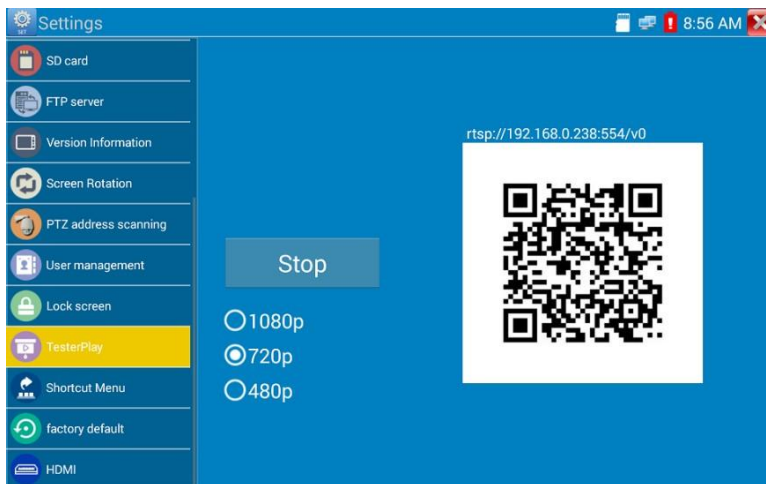 Settings
SET
8:56 AM
SD card
FTP server
Version Information
Screen Rotation
PTZ address scanning
User management
Lock screen
TesterPlay
Shortcut Menu
factory default
HDMI
Stop
1080p
720p
480p
rtsp://192.168.0.238:554/v0